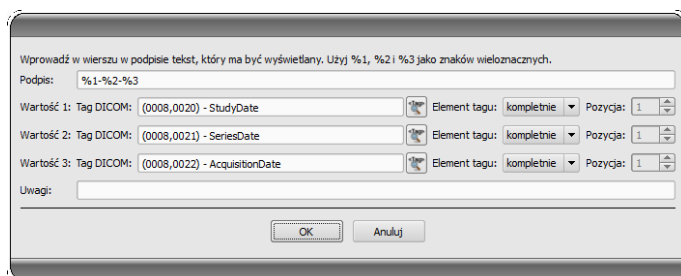 Wprowadź w wierszu w podpisie tekst, który ma być wyświetlany. Użyj %1, %2 i %3 jako znaków wieloznacznych.
Podpis: %1-%2-%3
Wartość 1: Tag DICOM: (0008,0020) - StudyDate Element tagu: kompletnie Pozycja: 1
Wartość 2: Tag DICOM: (0008,0021) - SeriesDate Element tagu: kompletnie Pozycja: 1
Wartość 3: Tag DICOM: (0008,0022) - AcquisitionDate Element tagu: kompletnie Pozycja: 1
Uwagi:
OK Anuluj